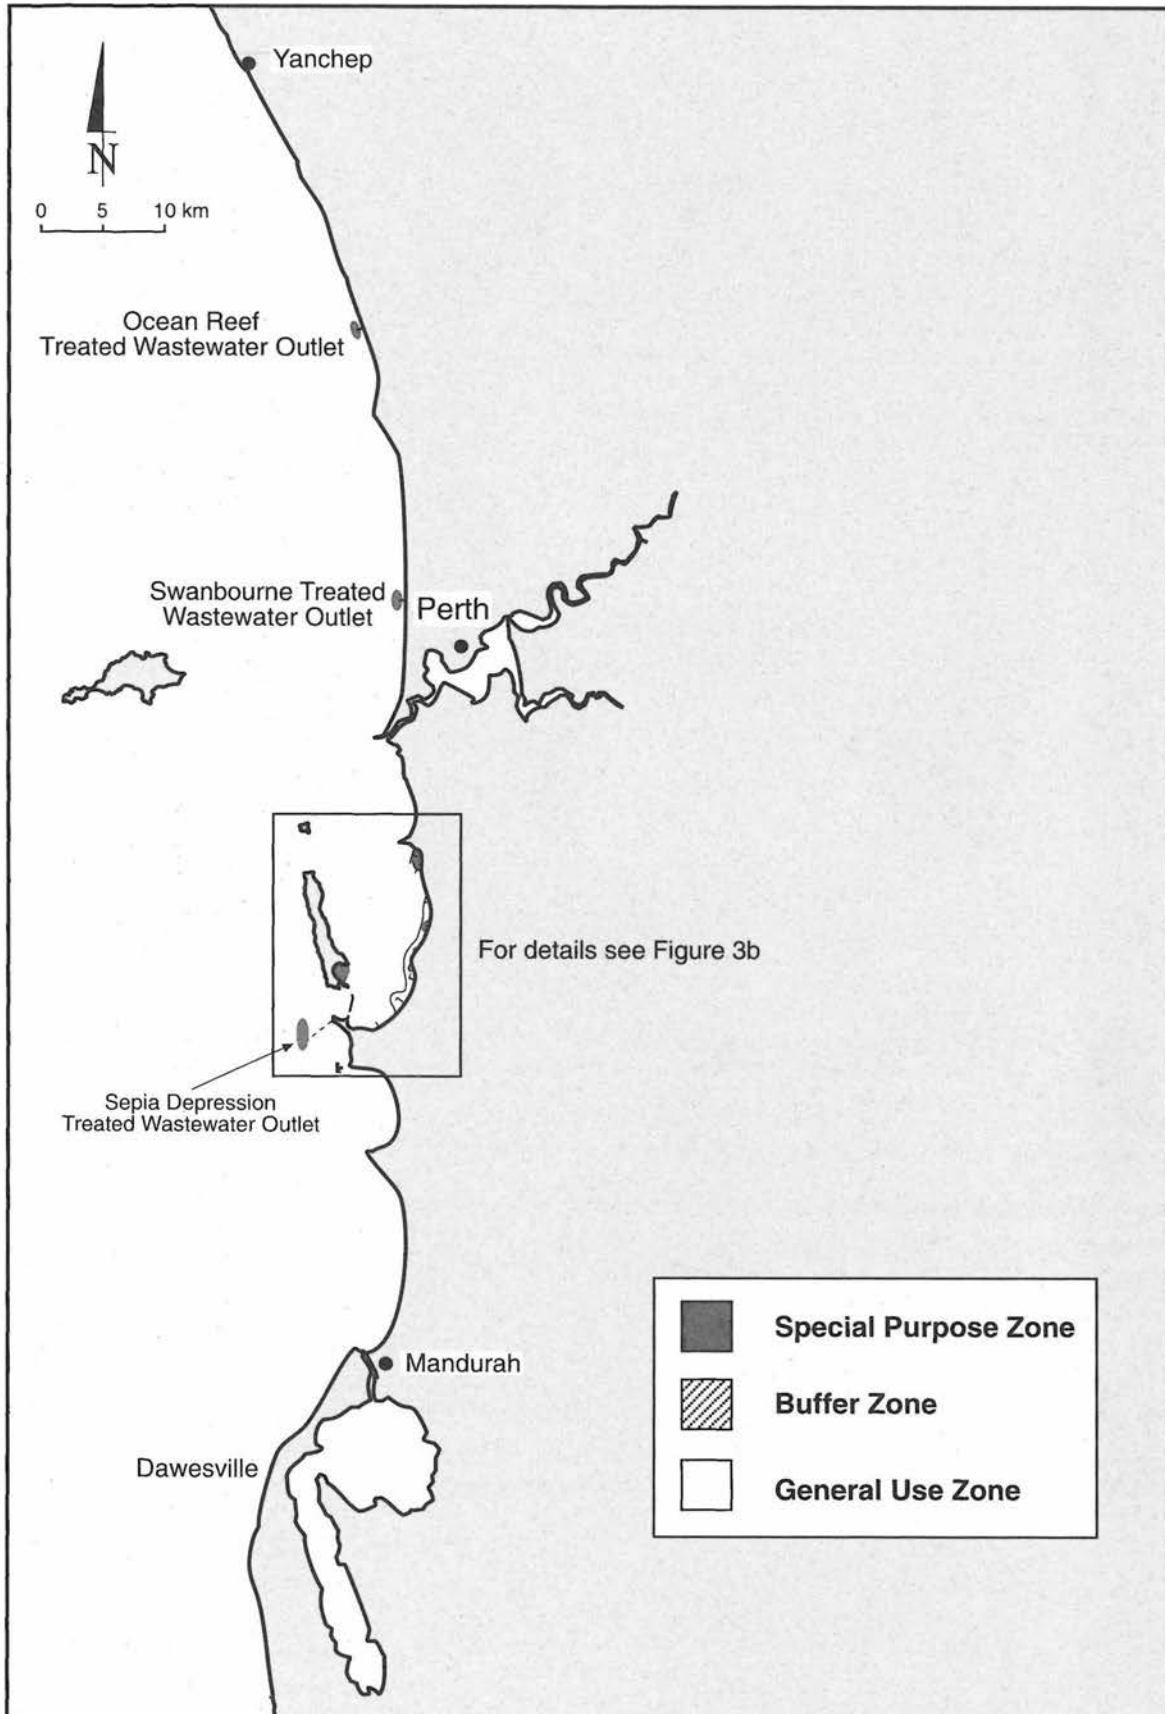 Yanchep
N
0 5 10 km
Ocean Reef
Treated Wastewater Outlet
Swanbourne Treated
Wastewater Outlet
Perth
For details see Figure 3b
Sepia Depression
Treated Wastewater Outlet
Mandurah
Dawesville
Special Purpose Zone
Buffer Zone
General Use Zone